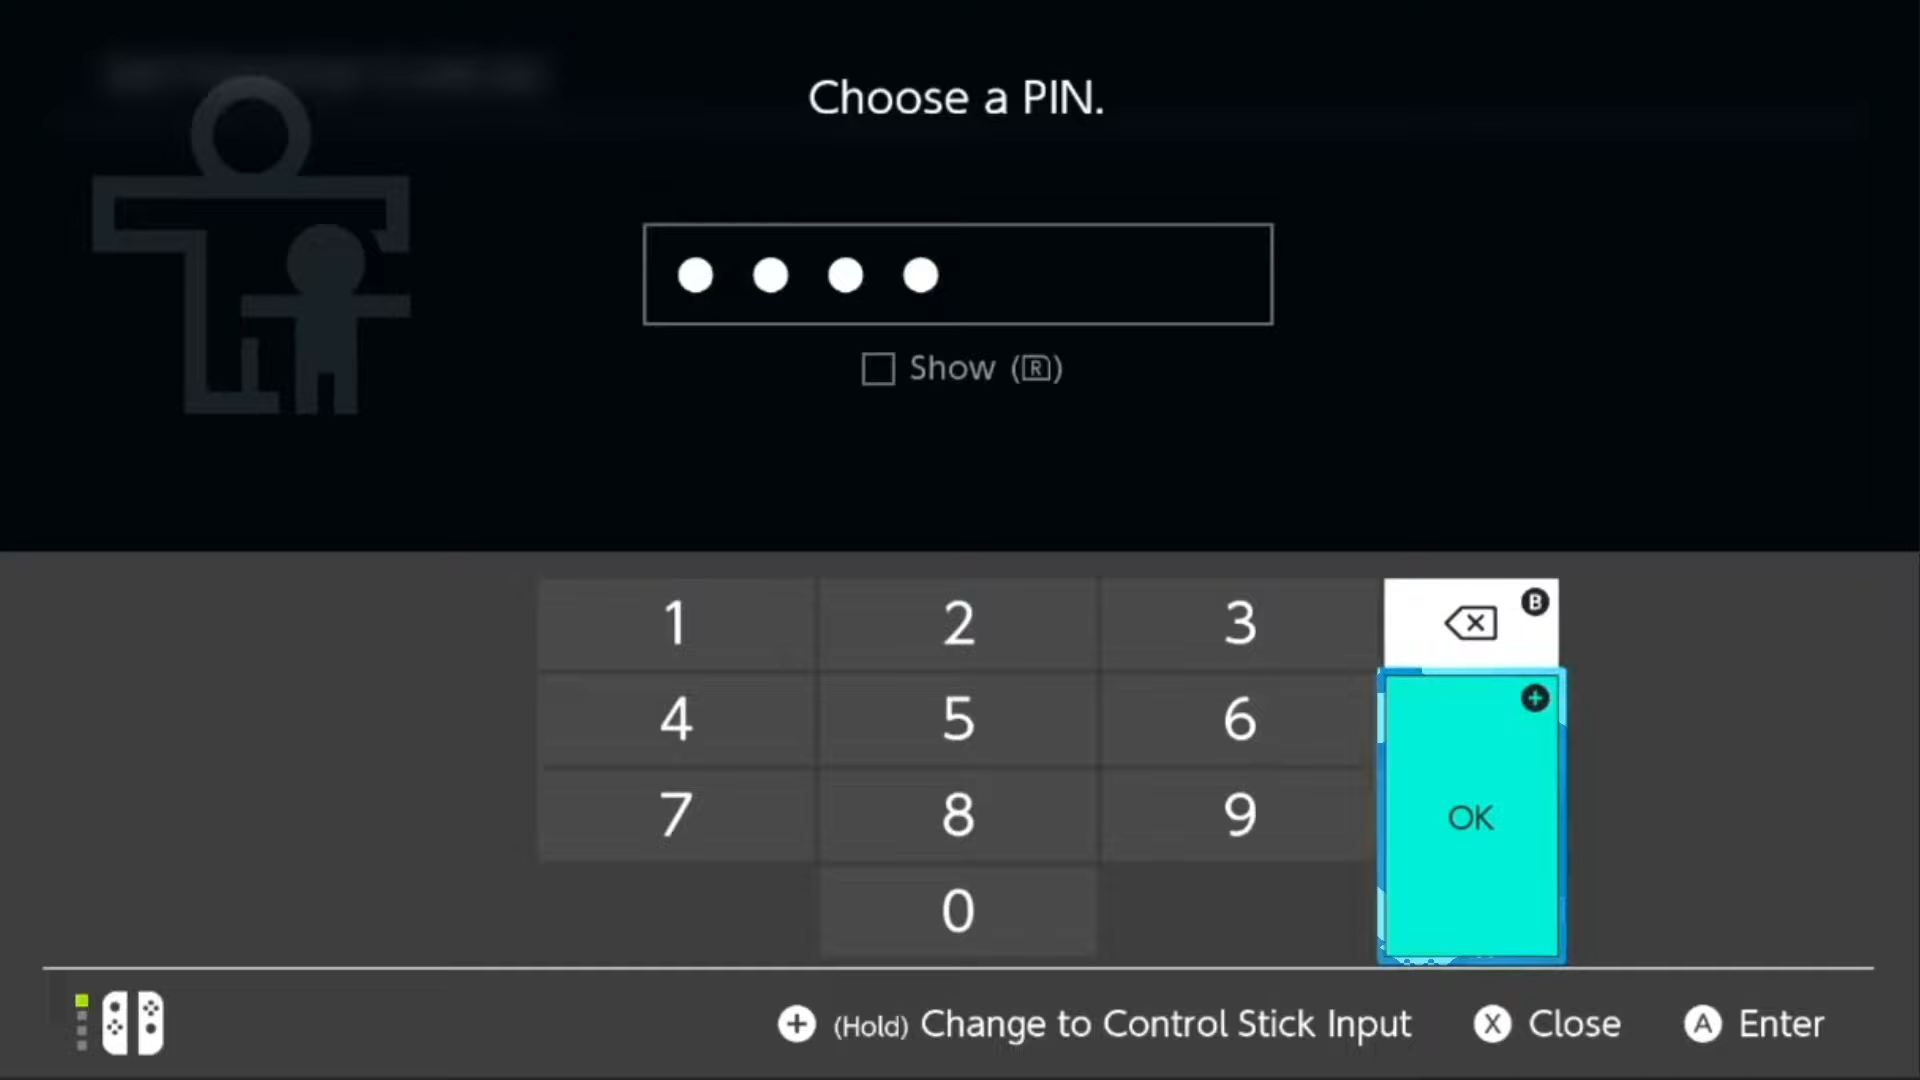 Choose a PIN.
Show (R)
1 2 3 B
4 5 6 +
7 8 9 OK
0
+ (Hold) Change to Control Stick Input X Close A Enter